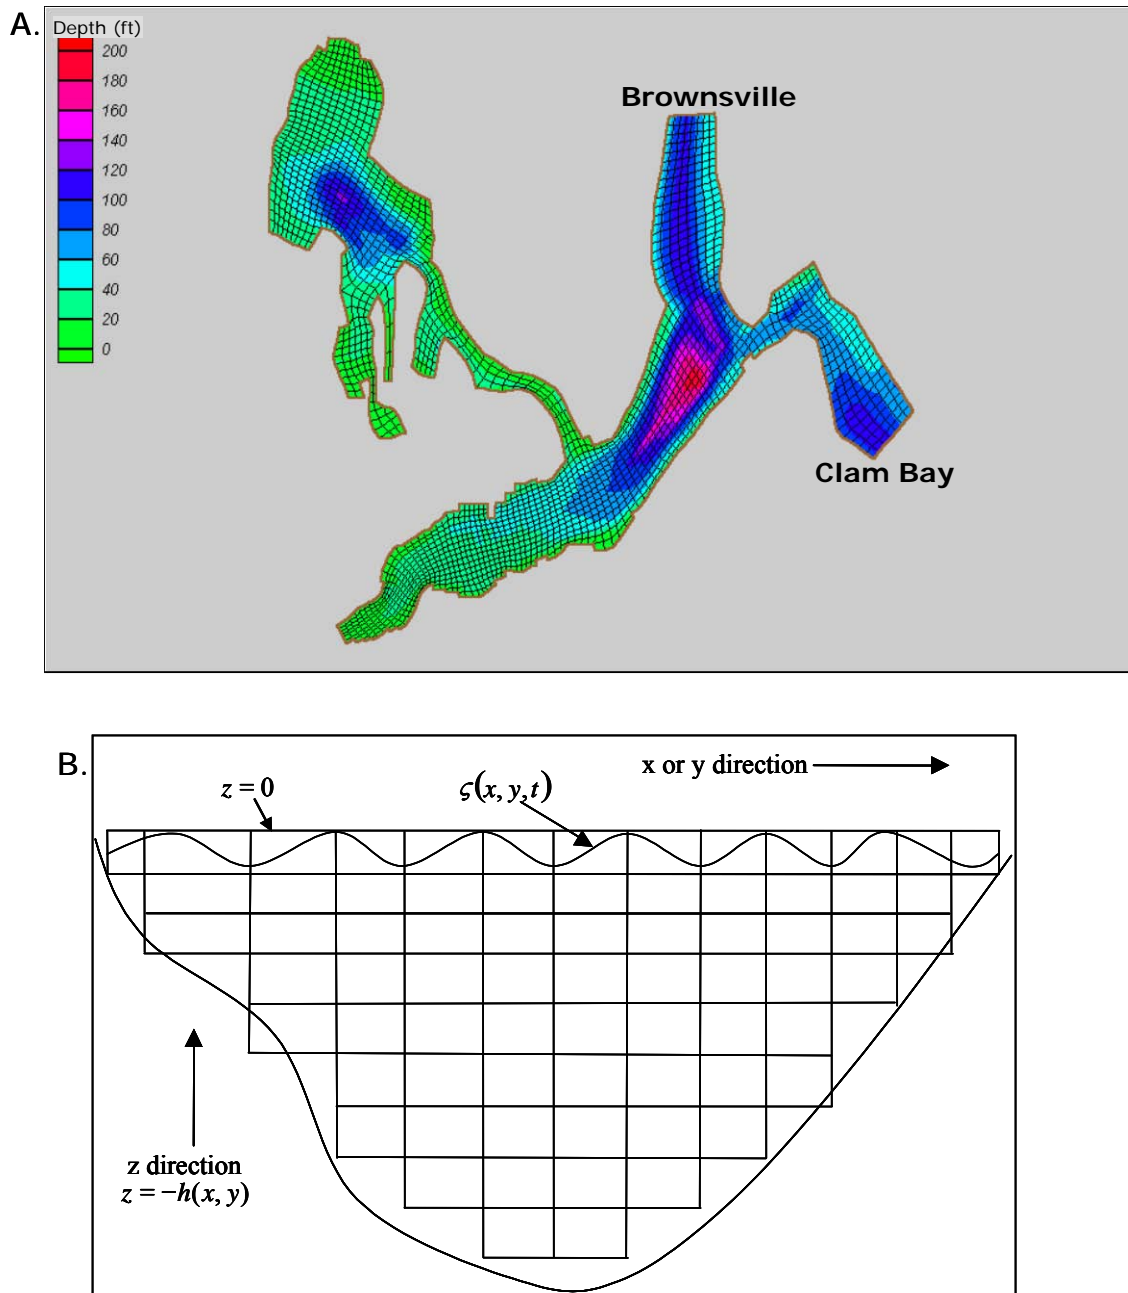 A.
Depth (ft)
200
180
160
140
120
100
80
60
40
20
0
Brownsville
Clam Bay
B.
x or y direction
z = 0
ς(x, y, t)
z direction
z = −h(x, y)